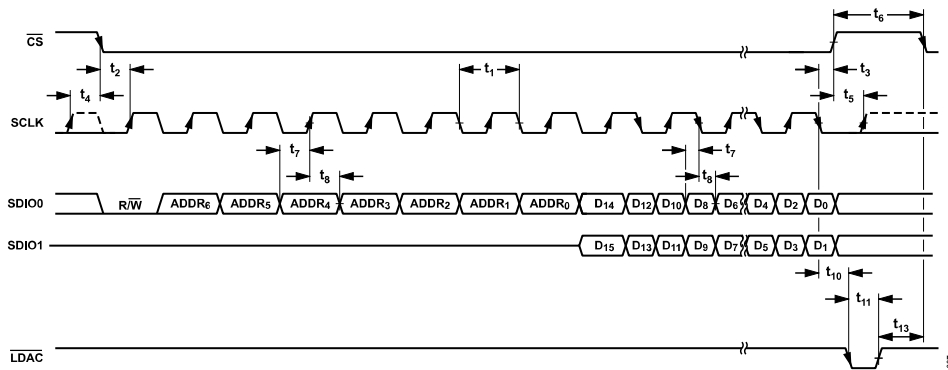 t6
CS
t2 t1 t3
t4 t5
SCLK
t7 t7
t8 t8
SDIO0 R/W ADDR6 ADDR5 ADDR4 ADDR3 ADDR2 ADDR1 ADDR0 D14 D12 D10 D8 D6 D4 D2 D0
SDIO1 D15 D13 D11 D9 D7 D5 D3 D1
t10
t11
t13
LDAC